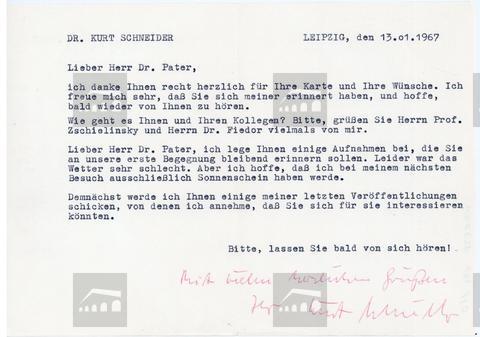 DR. KURT SCHNEIDER LEIPZIG, den 13.01.1967
Lieber Herr Dr. Pater,
ich danke Ihnen recht herzlich für Ihre Karte und Ihre Wünsche. Ich
freue mich sehr, daß Sie sich meiner erinnert haben, und hoffe,
bald wieder von Ihnen zu hören.
Wie geht es Ihnen und Ihren Kollegen? Bitte, grüßen Sie Herrn Prof.
Zschielinsky und Herrn Dr. Fiedor vielmals von mir.
Lieber Herr Dr. Pater, ich lege Ihnen einige Aufnahmen bei, die Sie
an unsere erste Begegnung bleibend erinnern sollen. Leider war das
Wetter sehr schlecht. Aber ich hoffe, daß ich bei meinem nächsten
Besuch ausschließlich Sonnenschein haben werde.
Demnächst werde ich Ihnen einige meiner letzten Veröffentlichungen
schicken, von denen ich annehme, daß Sie sich für sie interessieren
könnten.
Bitte, lassen Sie bald von sich hören!
Mit vielen herzlichen Grüßen
Ihr Kurt Schneider